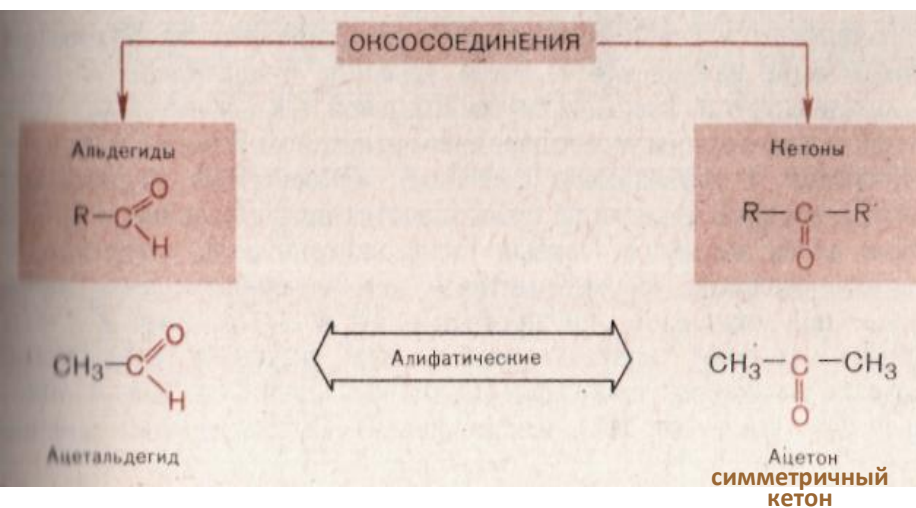 ОКСОСОЕДИНЕНИЯ
Альдегиды
Кетоны
R—C
O
H
R—C—R'
O
CH₃—C
O
H
Алифатические
CH₃—C—CH₃
O
Ацетальдегид
Ацетон
симметричный
кетон